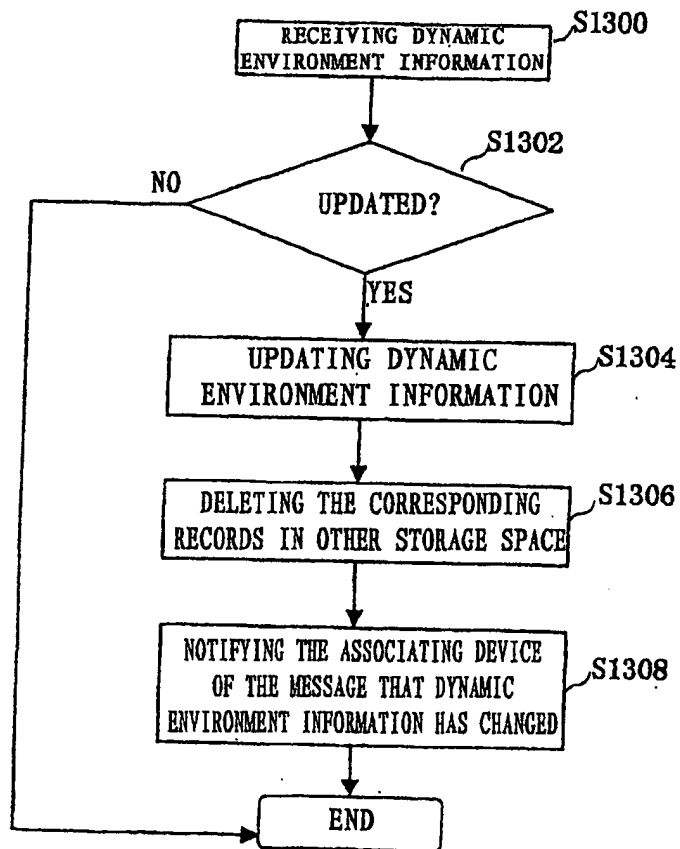 RECEIVING DYNAMIC
ENVIRONMENT INFORMATION
S1300
S1302
NO
UPDATED?
YES
UPDATING DYNAMIC
ENVIRONMENT INFORMATION
S1304
DELETING THE CORRESPONDING
RECORDS IN OTHER STORAGE SPACE
S1306
NOTIFYING THE ASSOCIATING DEVICE
OF THE MESSAGE THAT DYNAMIC
ENVIRONMENT INFORMATION HAS CHANGED
S1308
END